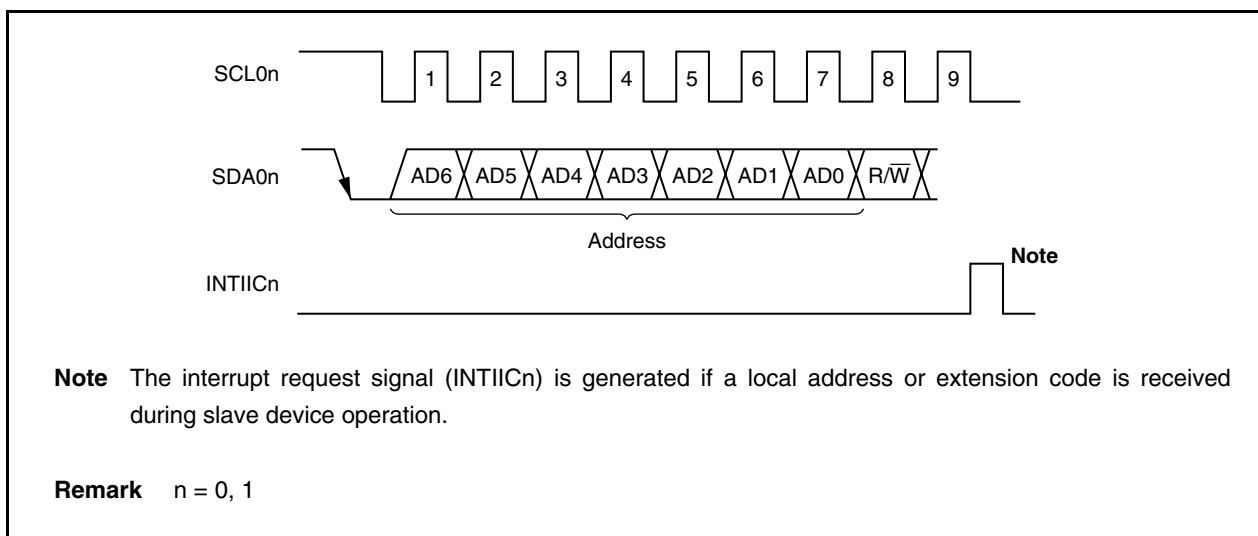 SCL0n
1 2 3 4 5 6 7 8 9
SDA0n
AD6 AD5 AD4 AD3 AD2 AD1 AD0 R/W̅
Address
INTIICn
Note
Note The interrupt request signal (INTIICn) is generated if a local address or extension code is received
during slave device operation.
Remark n = 0, 1